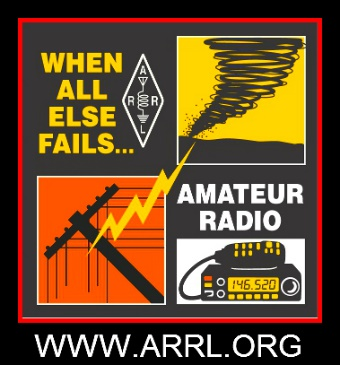 WHEN
ALL
ELSE
FAILS...
A
R R
L
AMATEUR
RADIO
146.520
WWW.ARRL.ORG